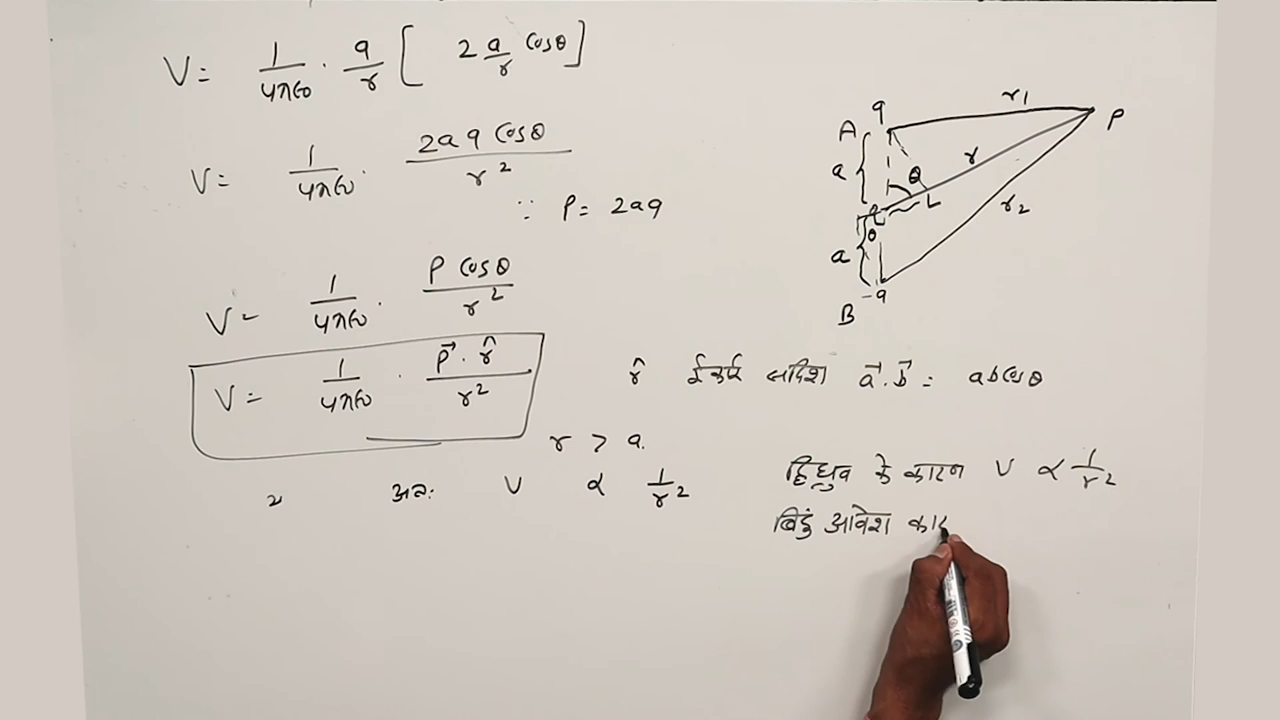 V = 1/4πε₀ · q/r [ 2 a/r cosθ ]
V = 1/4πε₀ · 2aq cosθ / r²
∵ P = 2aq
V = 1/4πε₀ · P cosθ / r²
V = 1/4πε₀ · p⃗ · r̂ / r²
r̂ ईकाई सदिश a⃗ . b⃗ = ab cosθ
r > a.
अतः V ∝ 1/r²
द्विध्रुव के कारण V ∝ 1/r²
बिंदु आवेश का
q
r₁
A
P
a
θ
r
L
r₂
θ
a
-q
B